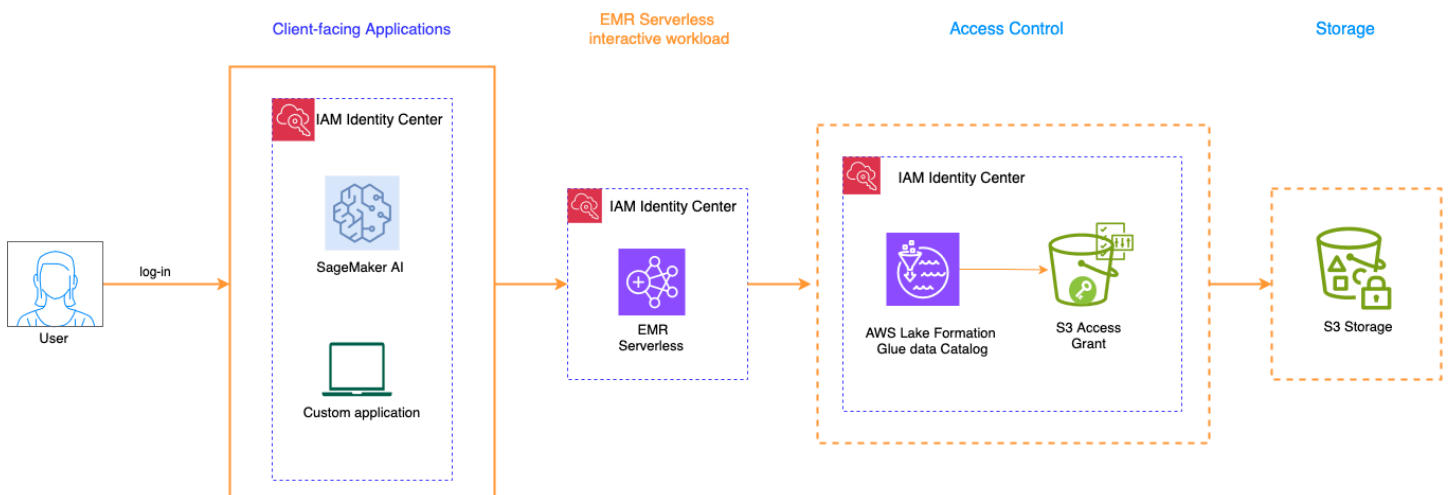 Client-facing Applications
EMR Serverless
interactive workload
Access Control
Storage
IAM Identity Center
SageMaker AI
Custom application
log-in
User
IAM Identity Center
EMR
Serverless
IAM Identity Center
AWS Lake Formation
Glue data Catalog
S3 Access
Grant
S3 Storage